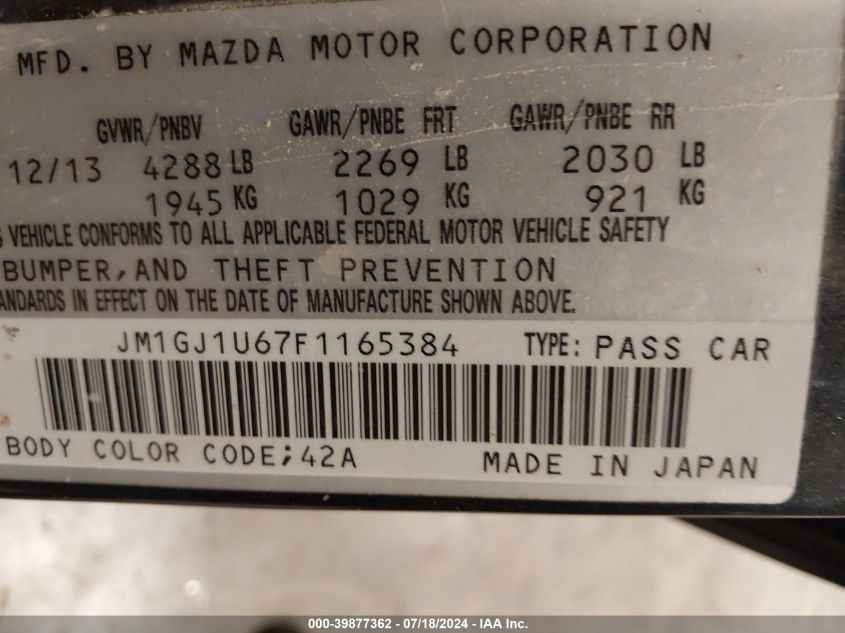 MFD. BY MAZDA MOTOR CORPORATION
GVWR/PNBV GAWR/PNBE FRT GAWR/PNBE RR
12/13 4288 LB 2269 LB 2030 LB
1945 KG 1029 KG 921 KG
VEHICLE CONFORMS TO ALL APPLICABLE FEDERAL MOTOR VEHICLE SAFETY
BUMPER,AND THEFT PREVENTION
ANDARDS IN EFFECT ON THE DATE OF MANUFACTURE SHOWN ABOVE.
JM1GJ1U67F1165384 TYPE: PASS CAR
BODY COLOR CODE;42A MADE IN JAPAN
000-39877362 - 07/18/2024 - IAA Inc.